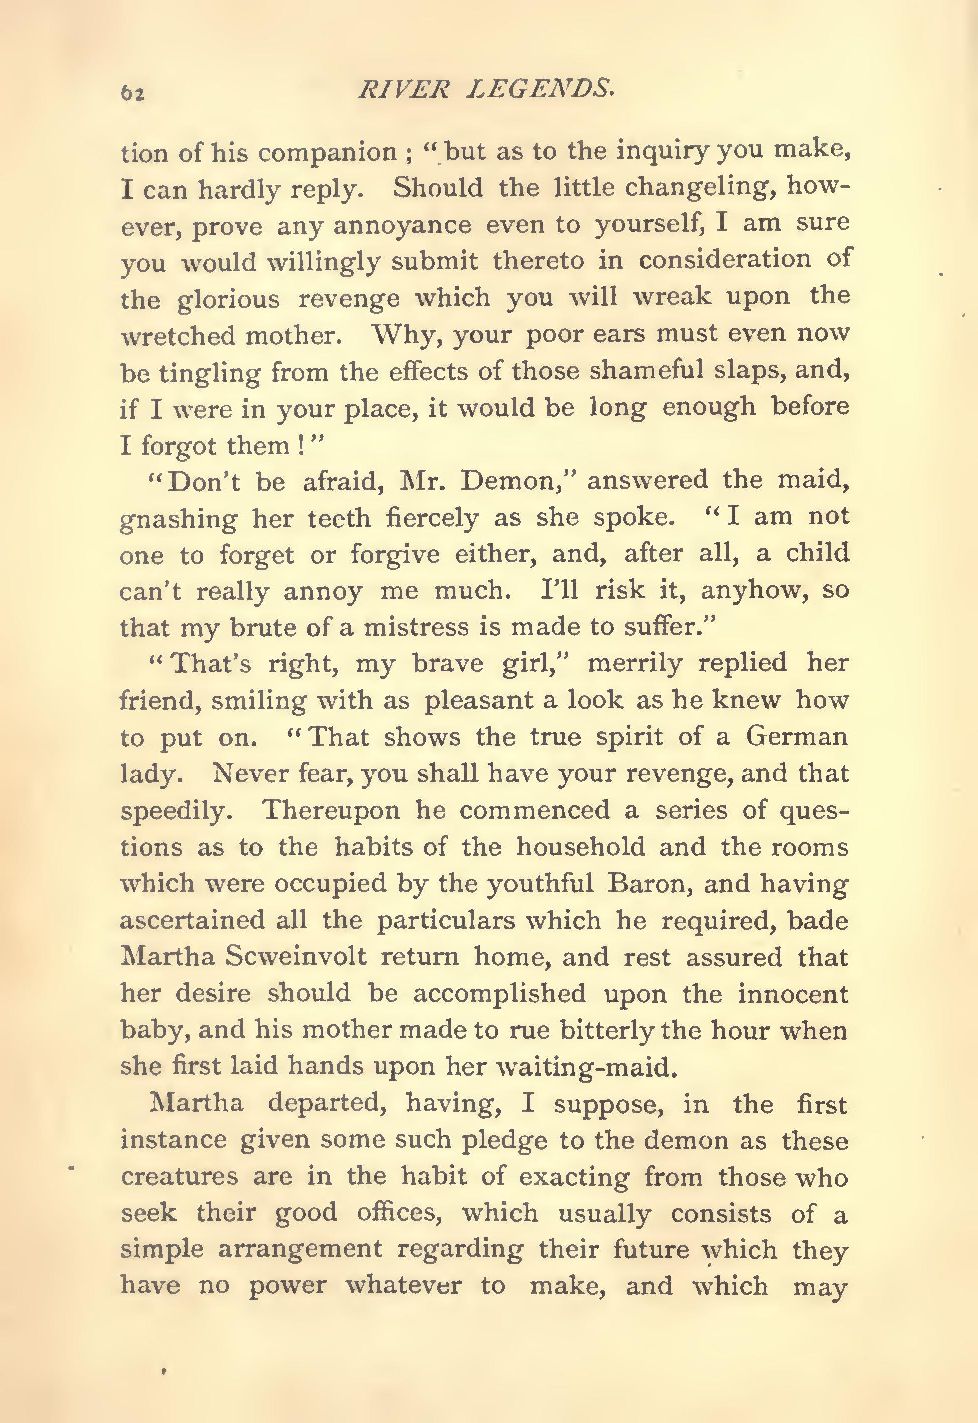 62 RIVER LEGENDS.
tion of his companion ; “ but as to the inquiry you make,
I can hardly reply. Should the little changeling, how-
ever, prove any annoyance even to yourself, I am sure
you would willingly submit thereto in consideration of
the glorious revenge which you will wreak upon the
wretched mother. Why, your poor ears must even now
be tingling from the effects of those shameful slaps, and,
if I were in your place, it would be long enough before
I forgot them ! ”
“Don’t be afraid, Mr. Demon,” answered the maid,
gnashing her teeth fiercely as she spoke. “ I am not
one to forget or forgive either, and, after all, a child
can’t really annoy me much. I’ll risk it, anyhow, so
that my brute of a mistress is made to suffer.”
“ That’s right, my brave girl,” merrily replied her
friend, smiling with as pleasant a look as he knew how
to put on. “ That shows the true spirit of a German
lady. Never fear, you shall have your revenge, and that
speedily. Thereupon he commenced a series of ques-
tions as to the habits of the household and the rooms
which were occupied by the youthful Baron, and having
ascertained all the particulars which he required, bade
Martha Scweinvolt return home, and rest assured that
her desire should be accomplished upon the innocent
baby, and his mother made to rue bitterly the hour when
she first laid hands upon her waiting-maid.
Martha departed, having, I suppose, in the first
instance given some such pledge to the demon as these
creatures are in the habit of exacting from those who
seek their good offices, which usually consists of a
simple arrangement regarding their future which they
have no power whatever to make, and which may